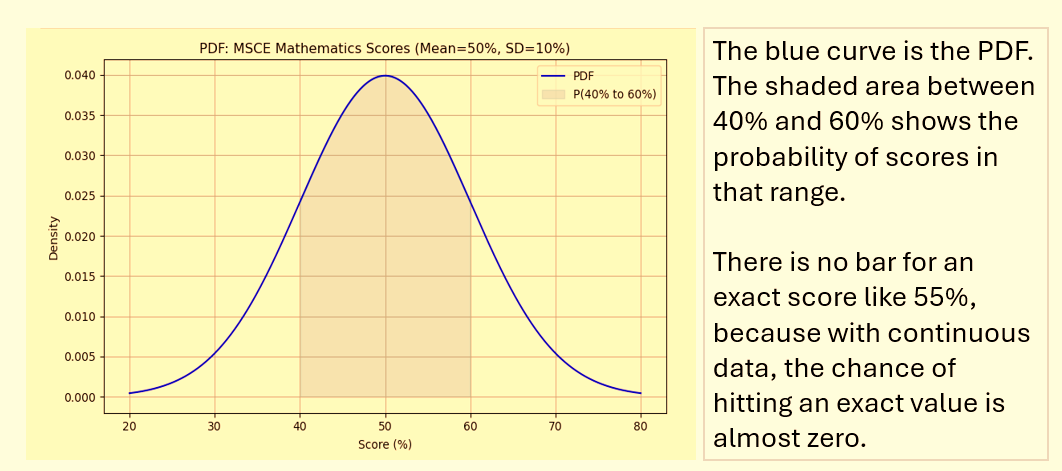 PDF: MSCE Mathematics Scores (Mean=50%, SD=10%)
PDF
P(40% to 60%)
0.040
0.035
0.030
0.025
0.020
0.015
0.010
0.005
0.000
Density
20 30 40 50 60 70 80
Score (%)
The blue curve is the PDF.
The shaded area between
40% and 60% shows the
probability of scores in
that range.
There is no bar for an
exact score like 55%,
because with continuous
data, the chance of
hitting an exact value is
almost zero.